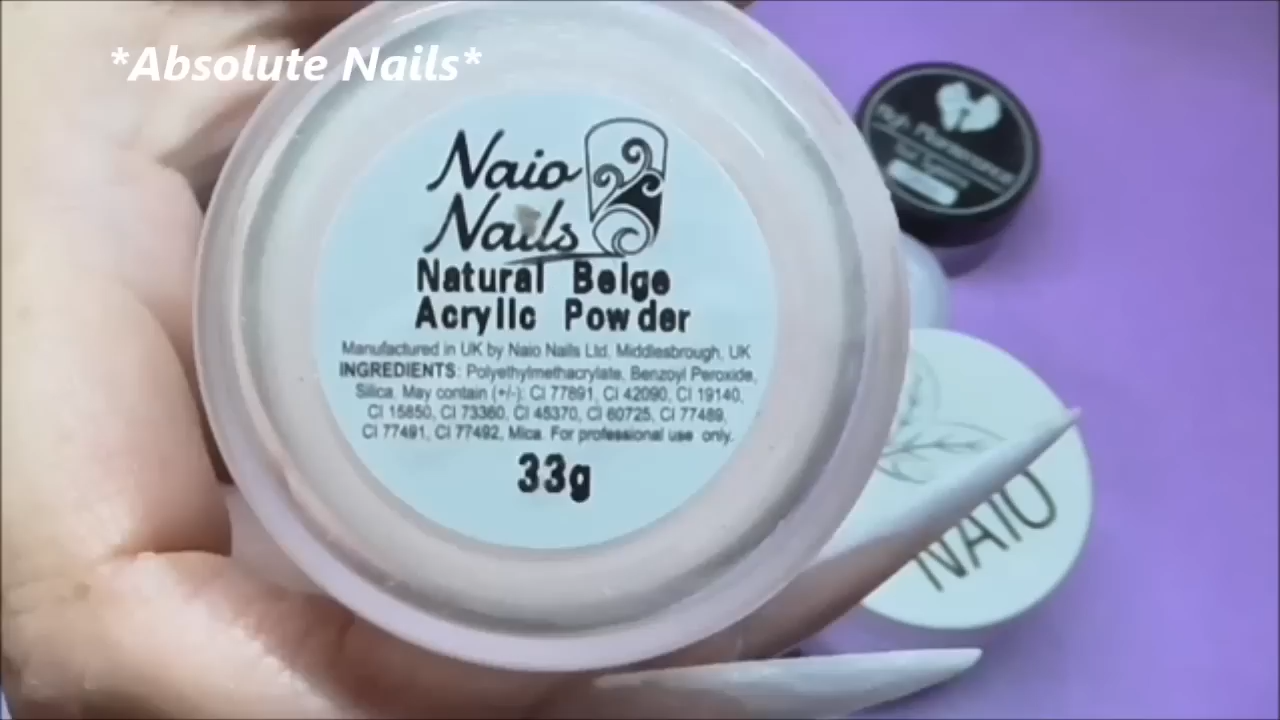 *Absolute Nails*
Naio
Nails
Natural Beige
Acrylic Powder
Manufactured in UK by Naio Nails Ltd, Middlesbrough, UK
INGREDIENTS: Polyethylmethacrylate, Benzoyl Peroxide,
Silica. May contain (+/-): CI 77891, CI 42090, CI 19140,
CI 15850, CI 73360, CI 45370, CI 60725, CI 77489,
CI 77491, CI 77492, Mica. For professional use only.
33g
High
NAIO